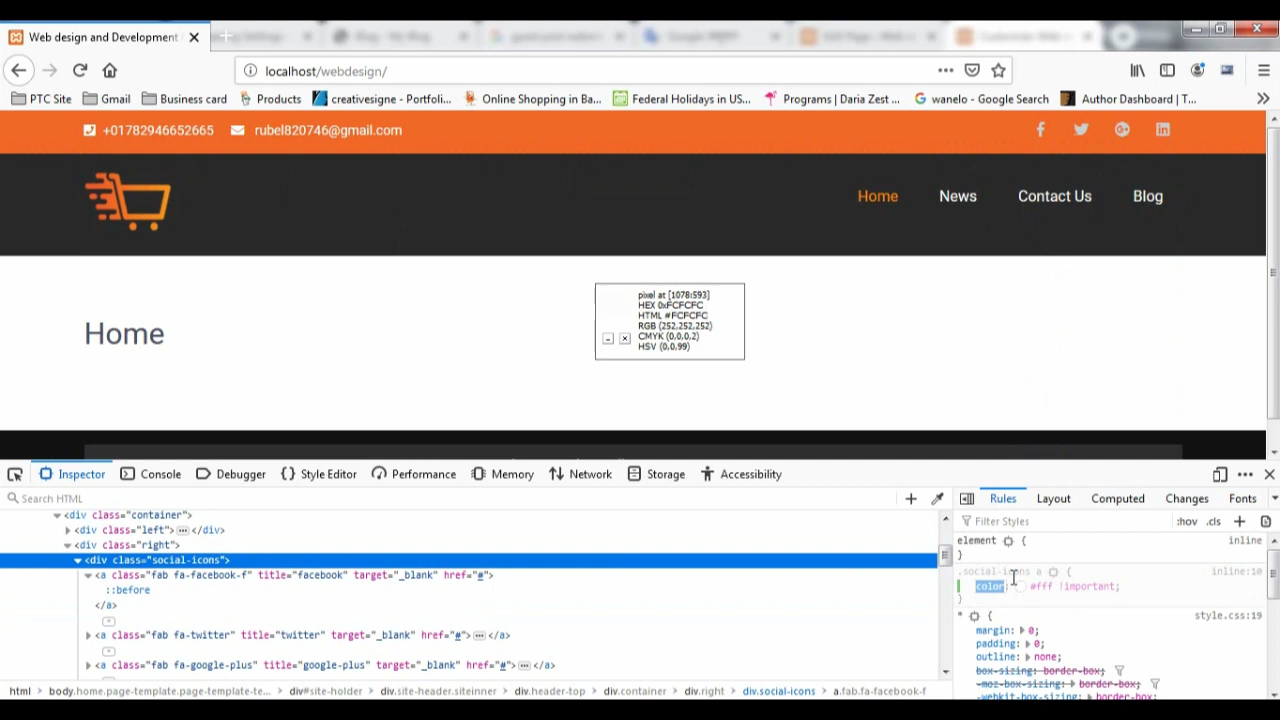 Web design and Development
localhost/webdesign/
PTC Site Gmail Business card Products creativesigne - Portfoli... Online Shopping in Ba... Federal Holidays in US... Programs | Daria Zest ... wanelo - Google Search Author Dashboard | T...
+01782946652665 rubel820746@gmail.com
Home News Contact Us Blog
pixel at [1078:593]
HEX 0xFCFCFC
HTML #FCFCFC
RGB (252,252,252)
CMYK (0,0,0,2)
HSV (0,0,99)
Home
Inspector Console Debugger Style Editor Performance Memory Network Storage Accessibility
Search HTML
<div class="container">
<div class="left"> </div>
<div class="right">
<div class="social-icons">
<a class="fab fa-facebook-f" title="facebook" target="_blank" href="#">
::before
</a>
<a class="fab fa-twitter" title="twitter" target="_blank" href="#"> </a>
<a class="fab fa-google-plus" title="google-plus" target="_blank" href="#"> </a>
html body.home.page-template.page-template-te... div#site-holder div.site-header.siteinner div.header-top div.container div.right div.social-icons a.fab.fa-facebook-f
Rules Layout Computed Changes Fonts
Filter Styles :hov .cls
element { inline
}
.social-icons a { inline:10
color: #fff !important;
}
* { style.css:19
margin: 0;
padding: 0;
outline: none;
box-sizing: border-box;
-moz-box-sizing: border-box;
-webkit-box-sizing: border-box;